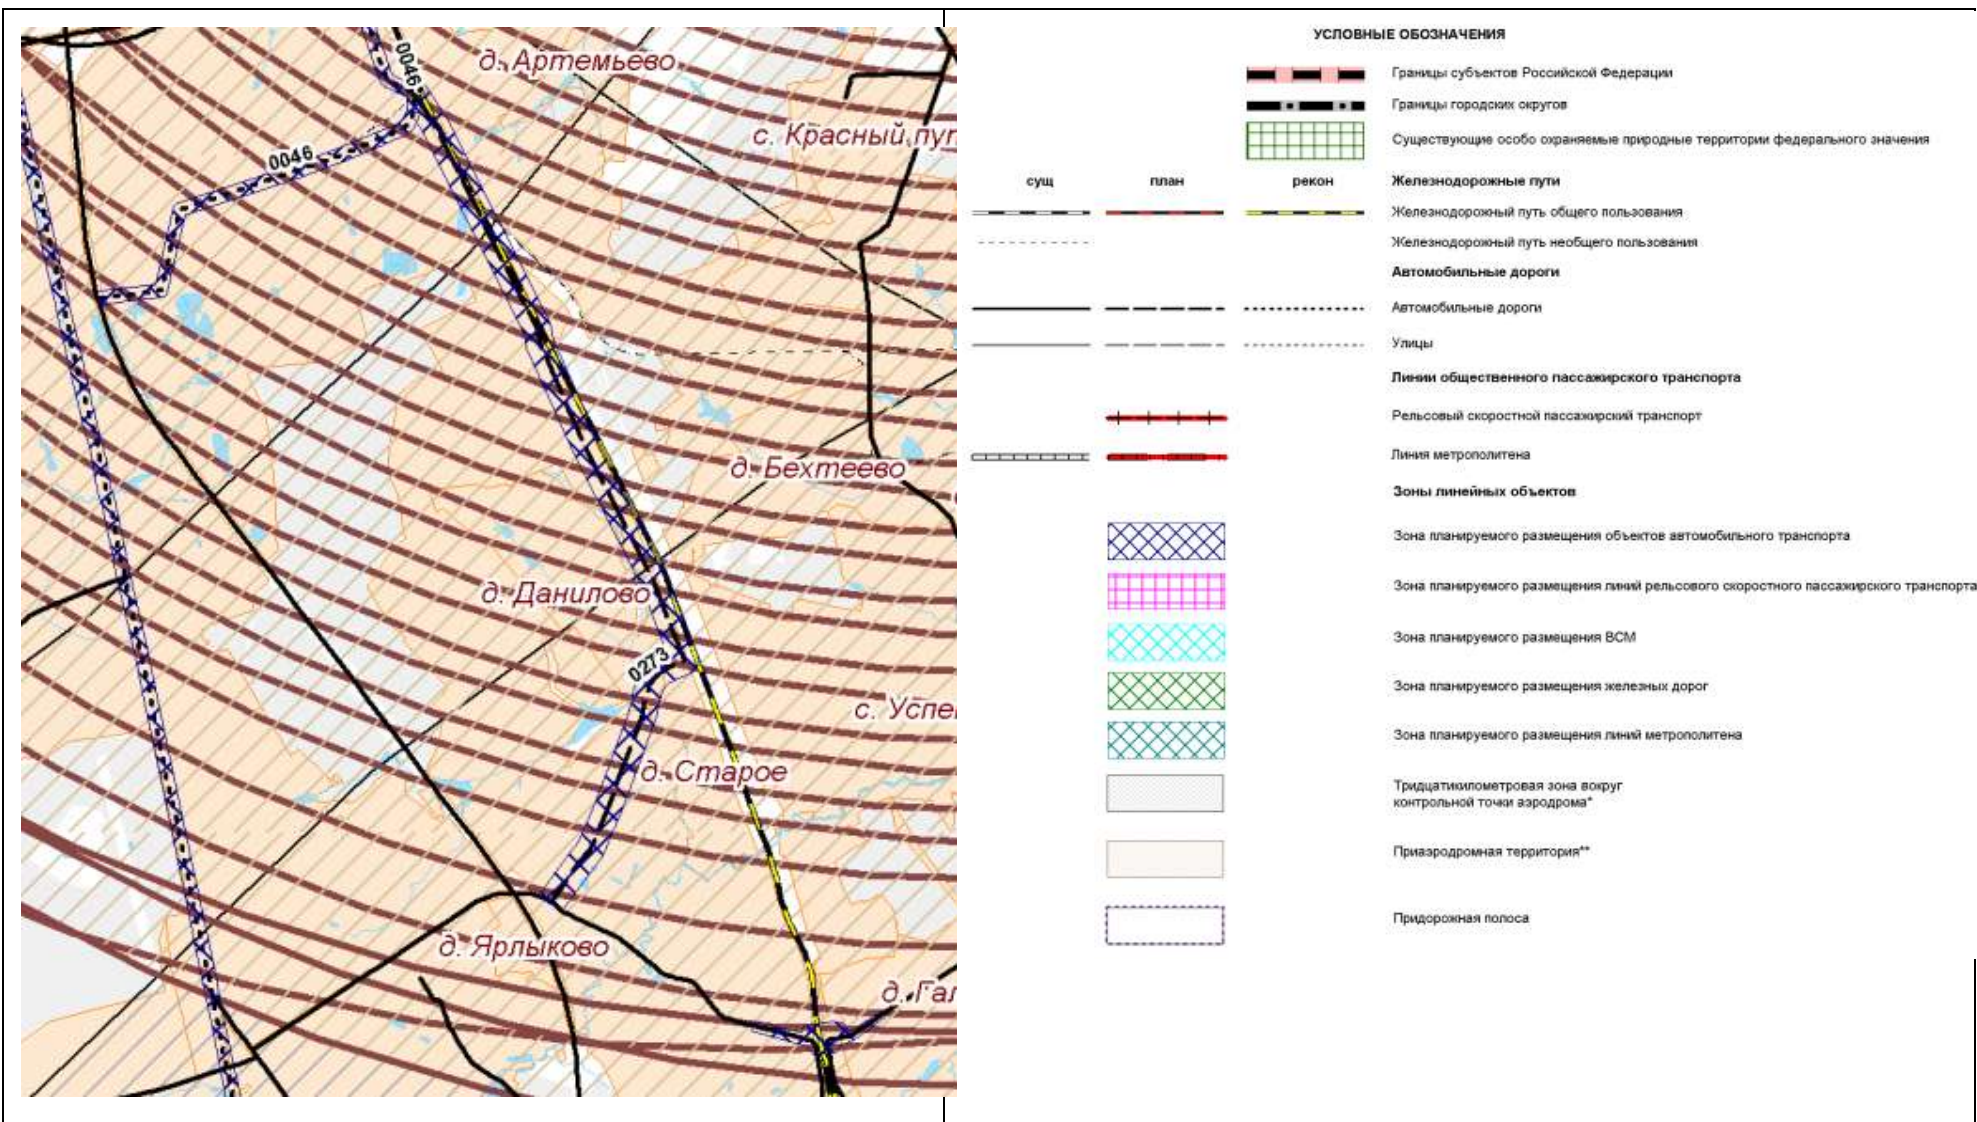 0046
д. Артемьево
с. Красный пут
0046
д. Бехтеево
д. Данилово
0273
с. Успе
д. Старое
д. Ярлыково
д. Гал
УСЛОВНЫЕ ОБОЗНАЧЕНИЯ
Границы субъектов Российской Федерации
Границы городских округов
Существующие особо охраняемые природные территории федерального значения
сущ план рекон Железнодорожные пути
Железнодорожный путь общего пользования
Железнодорожный путь необщего пользования
Автомобильные дороги
Автомобильные дороги
Улицы
Линии общественного пассажирского транспорта
Рельсовый скоростной пассажирский транспорт
Линия метрополитена
Зоны линейных объектов
Зона планируемого размещения объектов автомобильного транспорта
Зона планируемого размещения линий рельсового скоростного пассажирского транспорта
Зона планируемого размещения ВСМ
Зона планируемого размещения железных дорог
Зона планируемого размещения линий метрополитена
Тридцатикилометровая зона вокруг
контрольной точки аэродрома*
Приаэродромная территория**
Придорожная полоса